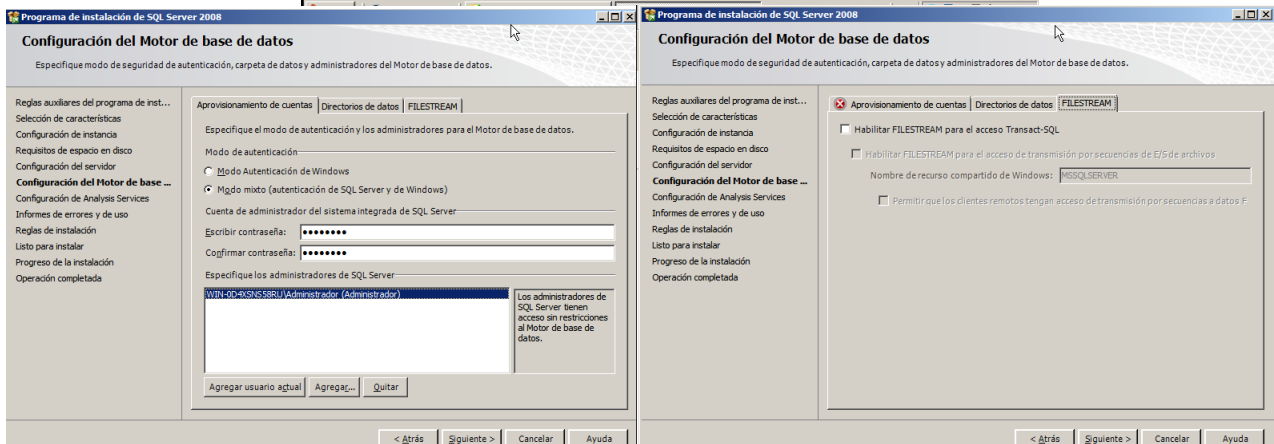 Programa de instalación de SQL Server 2008
Configuración del Motor de base de datos
Especifique modo de seguridad de autenticación, carpeta de datos y administradores del Motor de base de datos.
Reglas auxiliares del programa de inst...
Selección de características
Configuración de instancia
Requisitos de espacio en disco
Configuración del servidor
Configuración del Motor de base ...
Configuración de Analysis Services
Informes de errores y de uso
Reglas de instalación
Listo para instalar
Progreso de la instalación
Operación completada
Aprovisionamiento de cuentas Directorios de datos FILESTREAM
Especifique el modo de autenticación y los administradores para el Motor de base de datos.
Modo de autenticación
Modo Autenticación de Windows
Modo mixto (autenticación de SQL Server y de Windows)
Cuenta de administrador del sistema integrada de SQL Server
Escribir contraseña: ●●●●●●●●
Confirmar contraseña: ●●●●●●●●
Especifique los administradores de SQL Server
WIN-0D4XSNS58RU\Administrador (Administrador)
Los administradores de
SQL Server tienen
acceso sin restricciones
al Motor de base de
datos.
Agregar usuario actual Agregar... Quitar
< Atrás Siguiente > Cancelar Ayuda
Programa de instalación de SQL Server 2008
Configuración del Motor de base de datos
Especifique modo de seguridad de autenticación, carpeta de datos y administradores del Motor de base de datos.
Reglas auxiliares del programa de inst...
Selección de características
Configuración de instancia
Requisitos de espacio en disco
Configuración del servidor
Configuración del Motor de base ...
Configuración de Analysis Services
Informes de errores y de uso
Reglas de instalación
Listo para instalar
Progreso de la instalación
Operación completada
Aprovisionamiento de cuentas Directorios de datos FILESTREAM
Habilitar FILESTREAM para el acceso Transact-SQL
Habilitar FILESTREAM para el acceso de transmisión por secuencias de E/S de archivos
Nombre de recurso compartido de Windows: MSSQLSERVER
Permitir que los clientes remotos tengan acceso de transmisión por secuencias a datos F
< Atrás Siguiente > Cancelar Ayuda